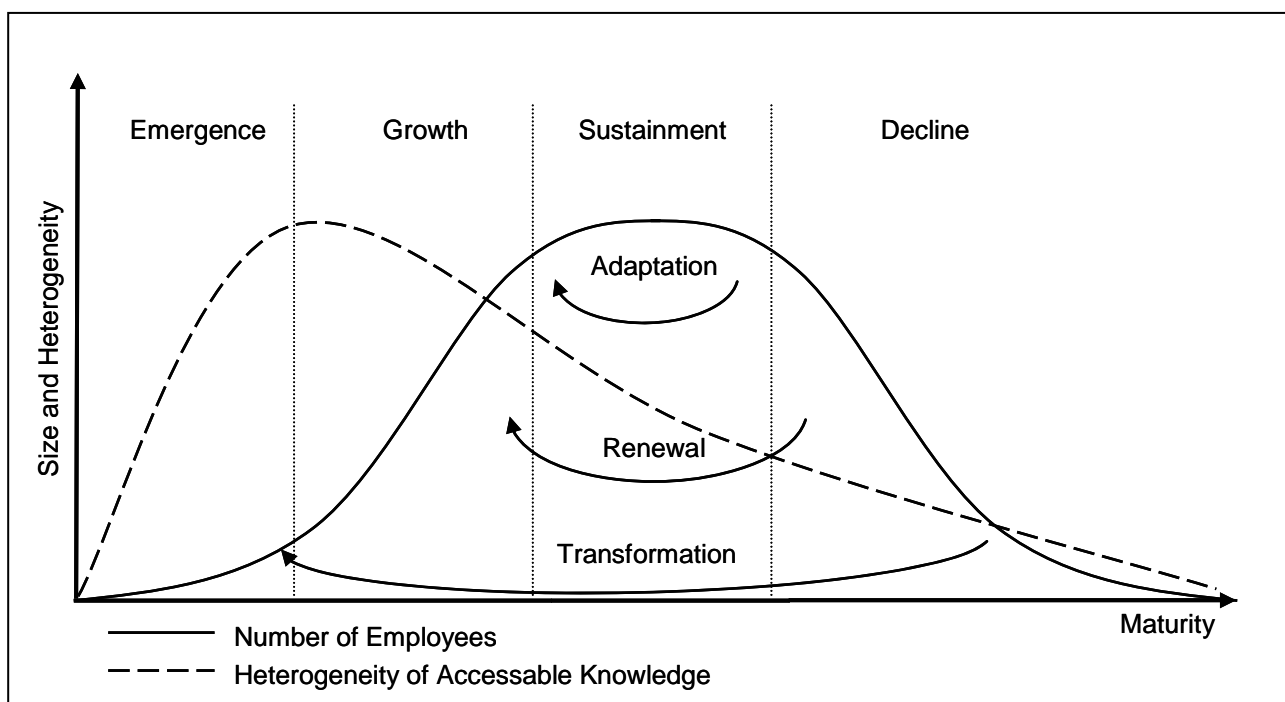 Emergence
Growth
Sustainment
Decline
Size and Heterogeneity
Adaptation
Renewal
Transformation
Maturity
Number of Employees
Heterogeneity of Accessable Knowledge